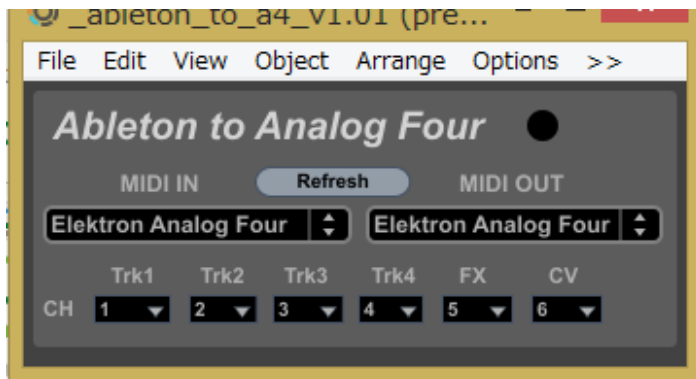 _ableton_to_a4_v1.01 (pre...
File Edit View Object Arrange Options >>
Ableton to Analog Four
MIDI IN Refresh MIDI OUT
Elektron Analog Four Elektron Analog Four
Trk1 Trk2 Trk3 Trk4 FX CV
CH 1 2 3 4 5 6